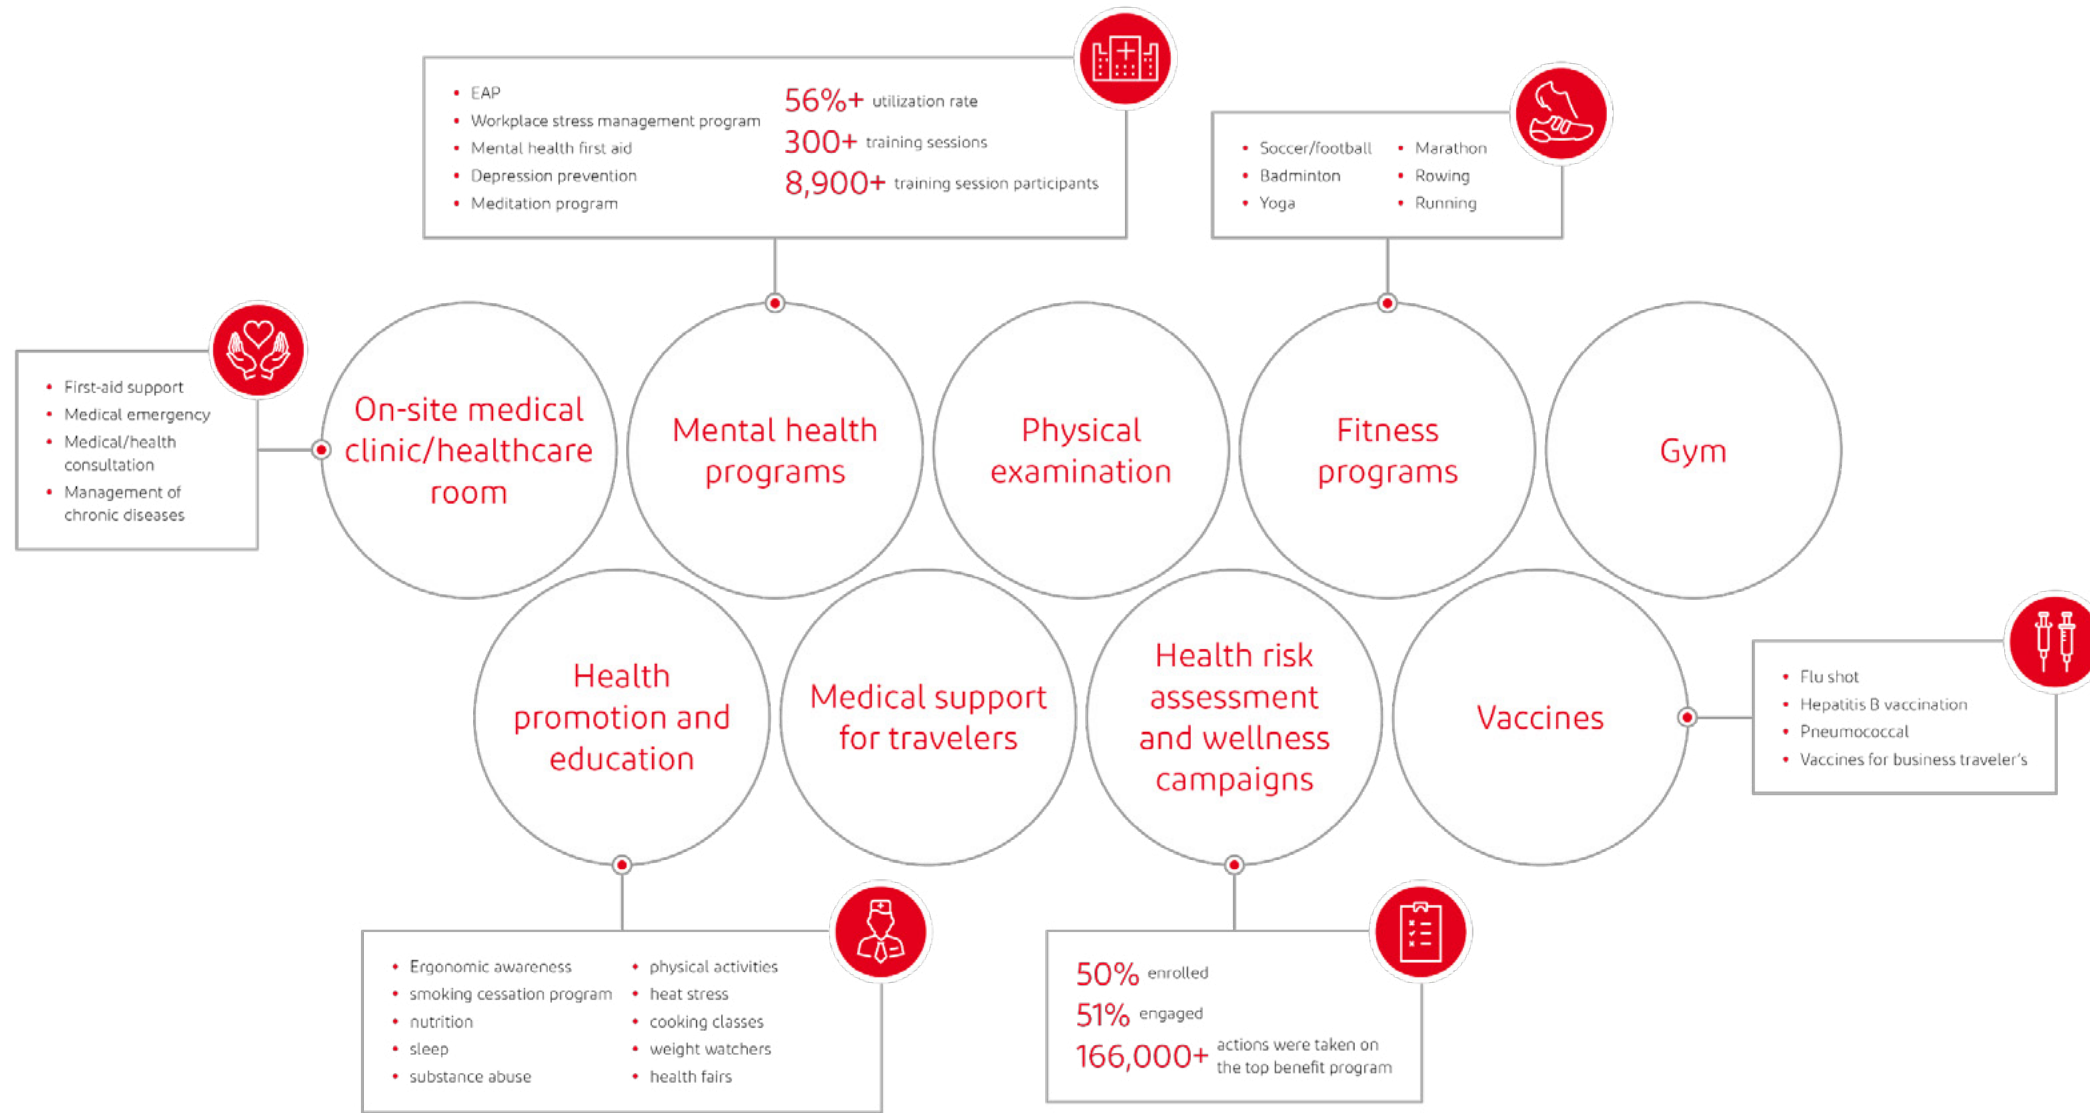 • EAP
• Workplace stress management program
• Mental health first aid
• Depression prevention
• Meditation program
56%+ utilization rate
300+ training sessions
8,900+ training session participants
• Soccer/football
• Badminton
• Yoga
• Marathon
• Rowing
• Running
• First-aid support
• Medical emergency
• Medical/health
consultation
• Management of
chronic diseases
On-site medical
clinic/healthcare
room
Mental health
programs
Physical
examination
Fitness
programs
Gym
Health
promotion and
education
Medical support
for travelers
Health risk
assessment
and wellness
campaigns
Vaccines
• Flu shot
• Hepatitis B vaccination
• Pneumococcal
• Vaccines for business traveler's
• Ergonomic awareness
• smoking cessation program
• nutrition
• sleep
• substance abuse
• physical activities
• heat stress
• cooking classes
• weight watchers
• health fairs
50% enrolled
51% engaged
166,000+ actions were taken on
the top benefit program